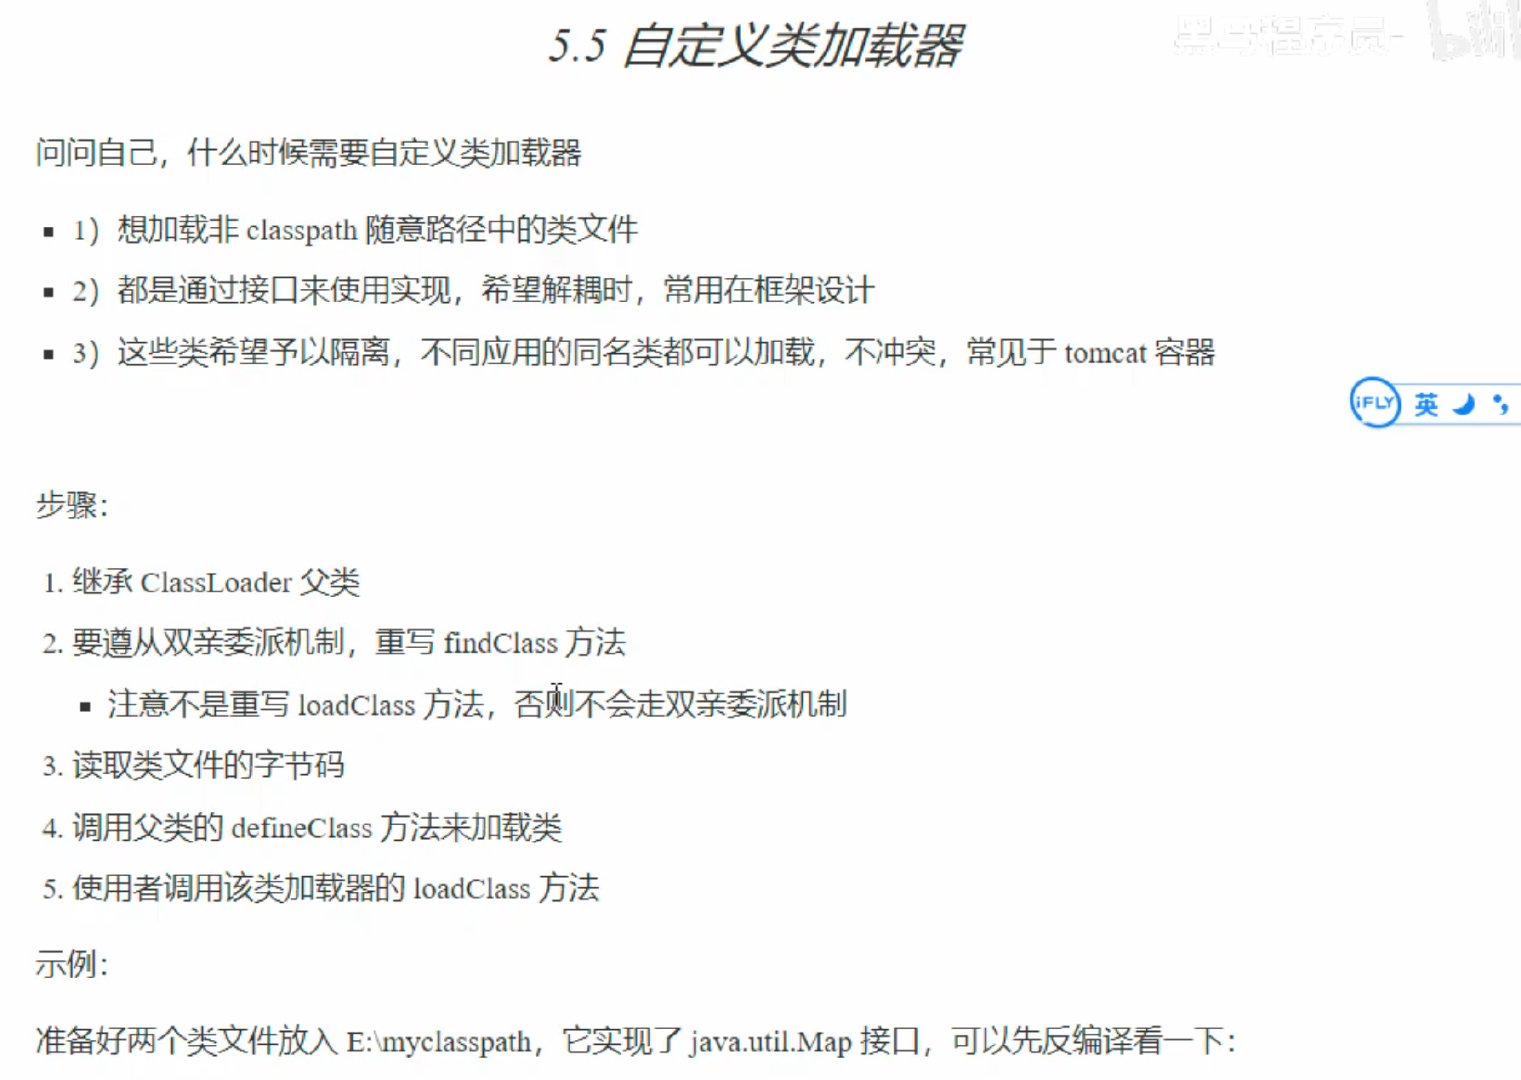 5.5 自定义类加载器
黑马程序员-
bili
问问自己，什么时候需要自定义类加载器
1）想加载非 classpath 随意路径中的类文件
2）都是通过接口来使用实现，希望解耦时，常用在框架设计
3）这些类希望予以隔离，不同应用的同名类都可以加载，不冲突，常见于 tomcat 容器
iFLY 英
步骤：
1. 继承 ClassLoader 父类
2. 要遵从双亲委派机制，重写 findClass 方法
注意不是重写 loadClass 方法，否则不会走双亲委派机制
3. 读取类文件的字节码
4. 调用父类的 defineClass 方法来加载类
5. 使用者调用该类加载器的 loadClass 方法
示例：
准备好两个类文件放入 E:\myclasspath，它实现了 java.util.Map 接口，可以先反编译看一下：